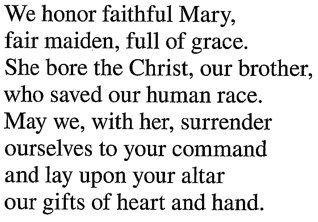 We honor faithful Mary,
fair maiden, full of grace.
She bore the Christ, our brother,
who saved our human race.
May we, with her, surrender
ourselves to your command
and lay upon your altar
our gifts of heart and hand.